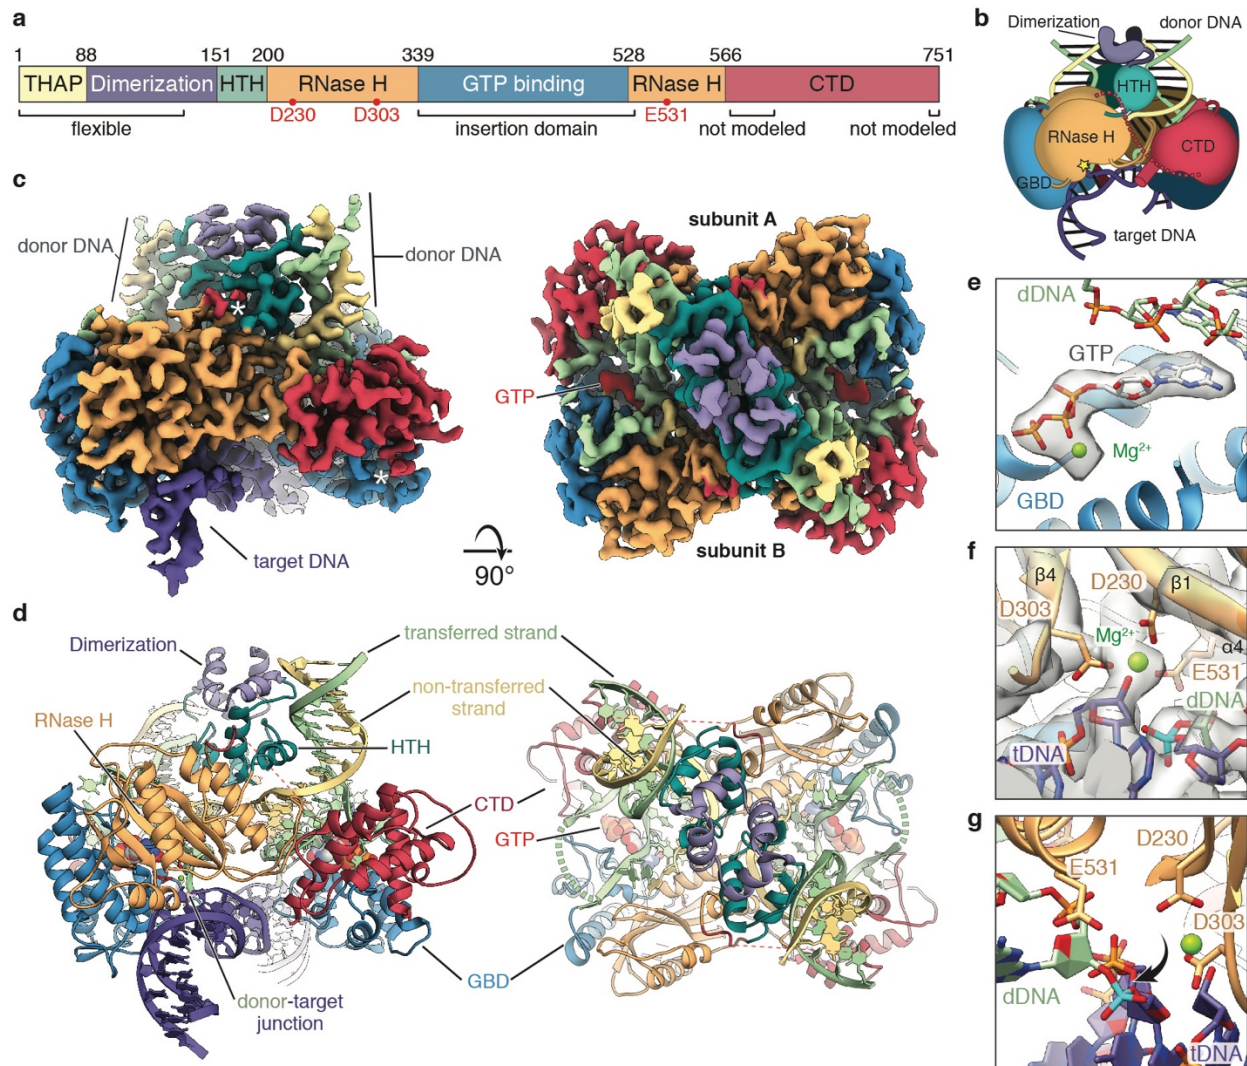 a
1 88 151 200 339 528 566 751
THAP Dimerization HTH RNase H GTP binding RNase H CTD
D230 D303 E531
flexible insertion domain not modeled not modeled
b
Dimerization donor DNA
HTH
RNase H CTD
GBD
target DNA
c
donor DNA donor DNA
*
*
target DNA
90°
subunit A
GTP
subunit B
d
Dimerization
RNase H
transferred strand
non-transferred
strand
HTH
CTD
GTP
GBD
donor-target
junction
e
dDNA
GTP
Mg2+
GBD
f
β4 D230 β1
D303
Mg2+
α4
E531
dDNA
tDNA
g
D230
E531
D303
dDNA
tDNA